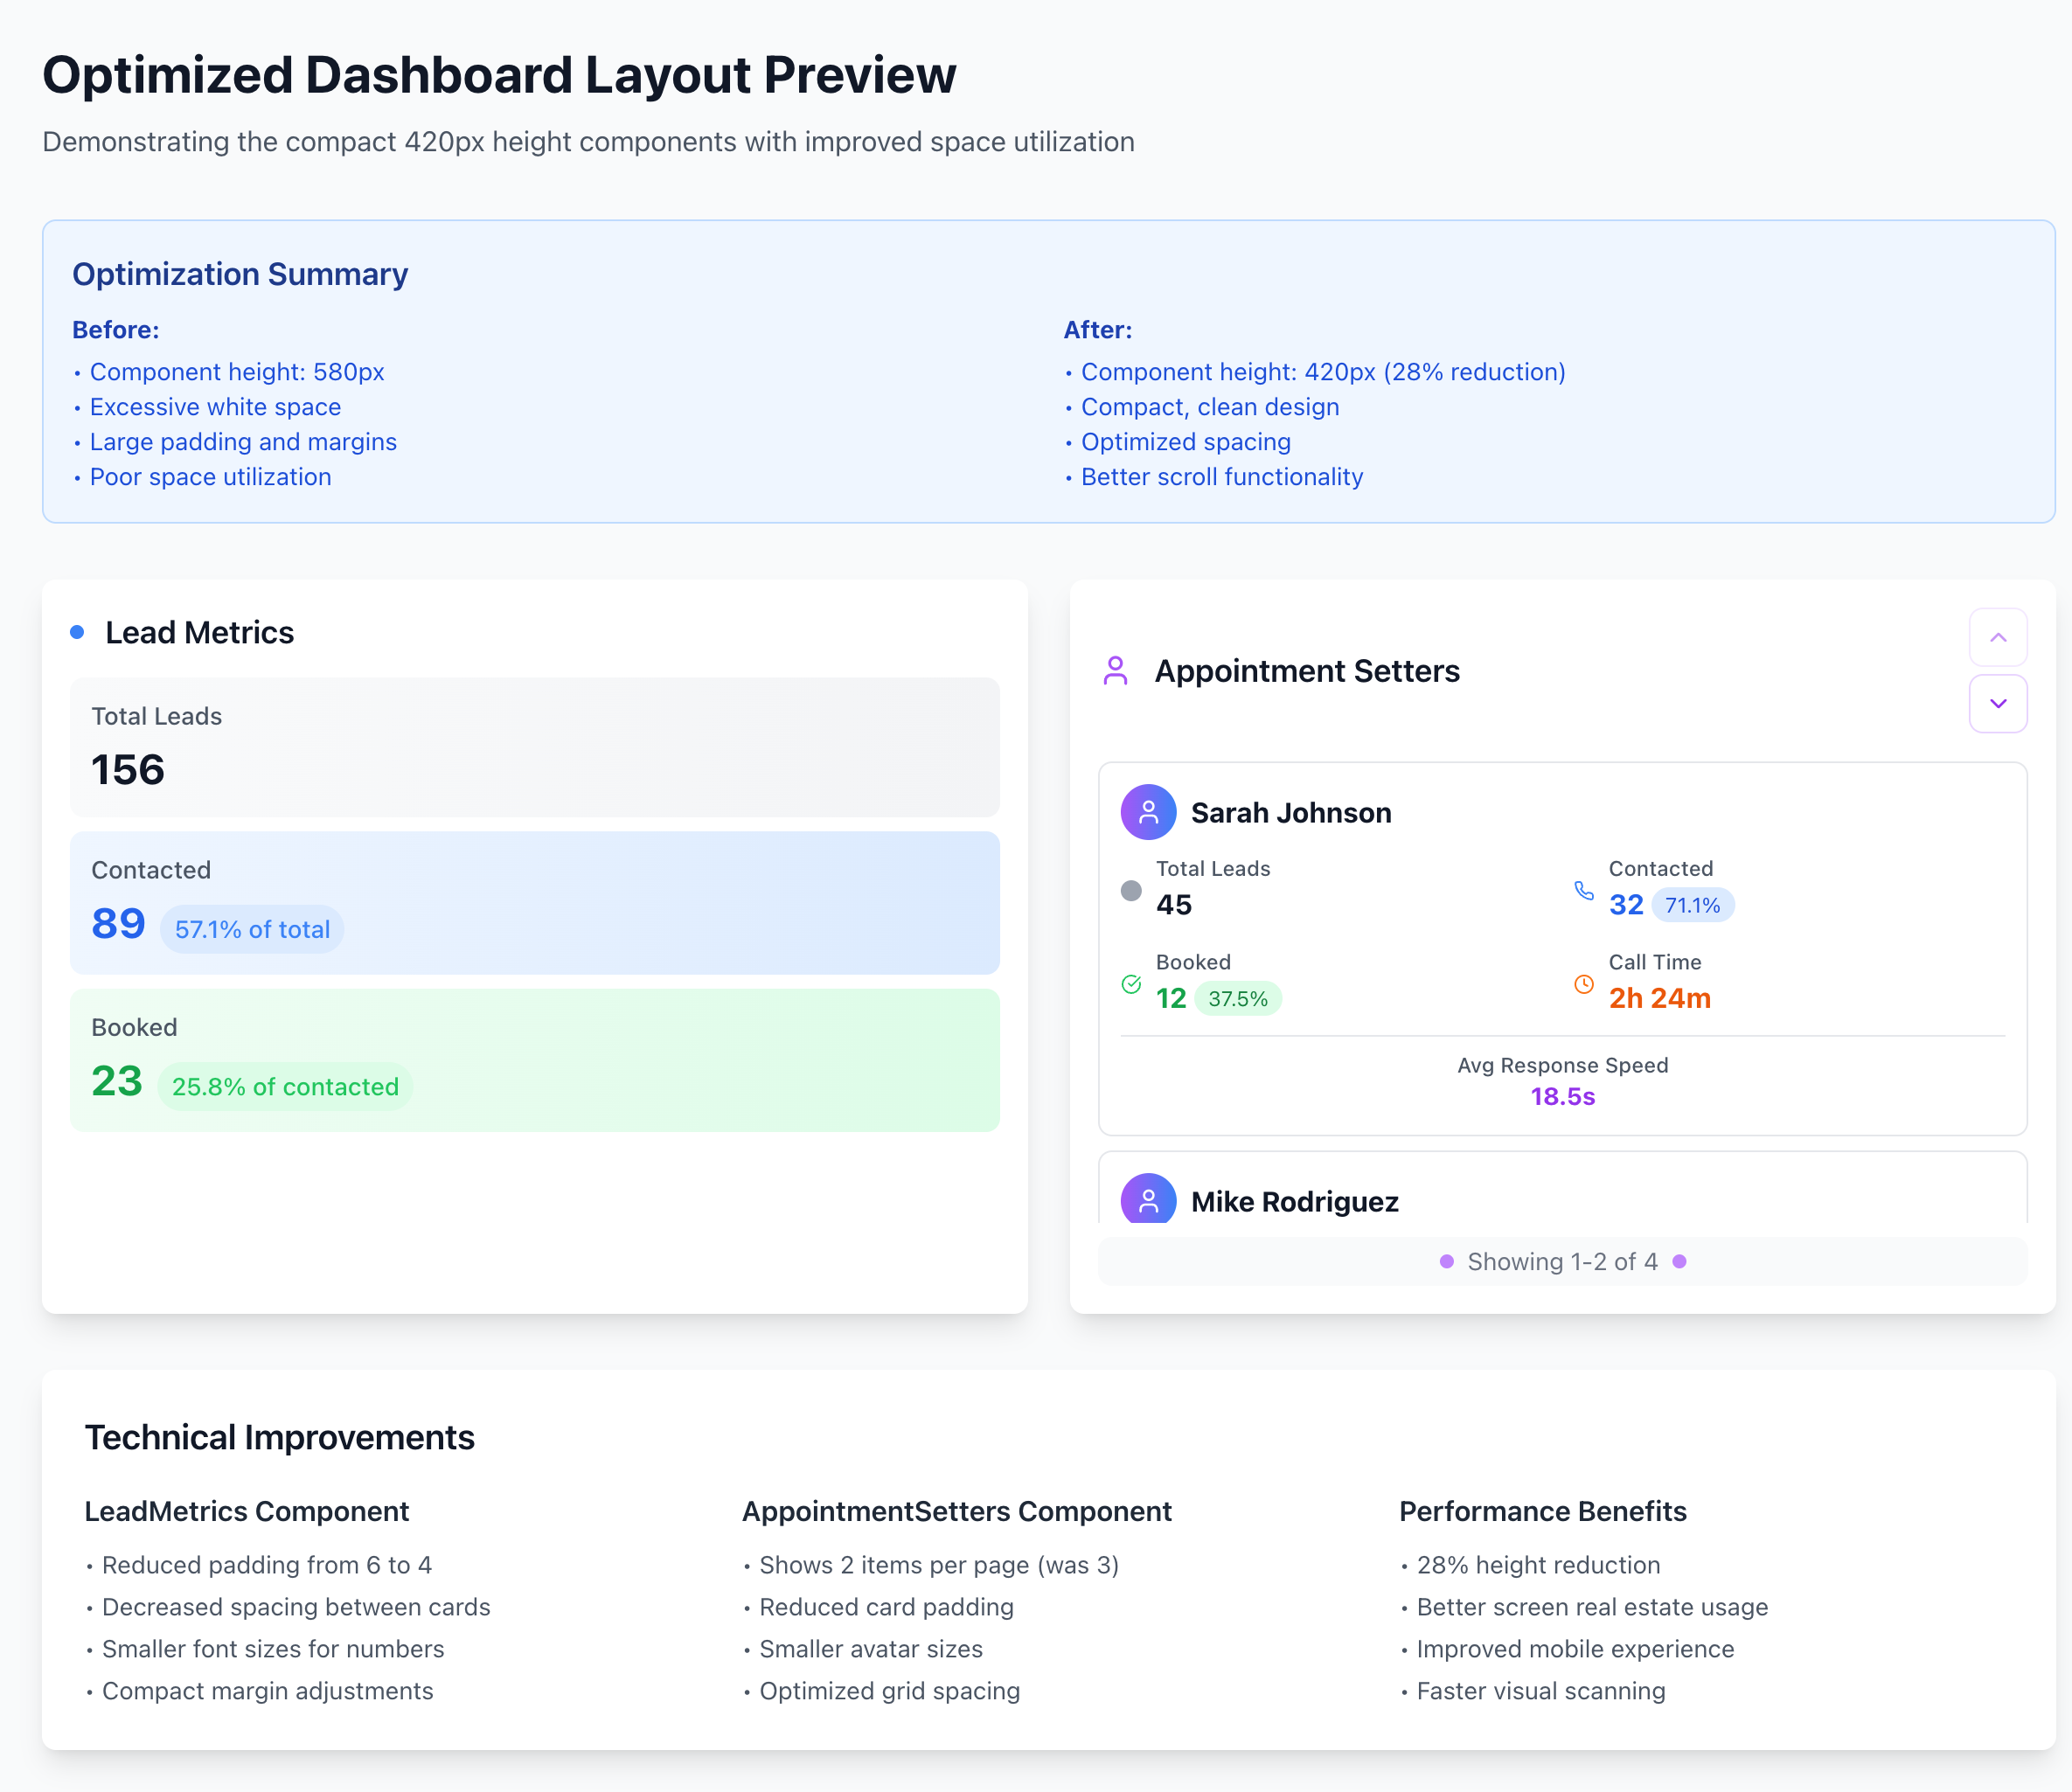 Optimized Dashboard Layout Preview
Demonstrating the compact 420px height components with improved space utilization
Optimization Summary
Before:
• Component height: 580px
• Excessive white space
• Large padding and margins
• Poor space utilization
After:
• Component height: 420px (28% reduction)
• Compact, clean design
• Optimized spacing
• Better scroll functionality
Lead Metrics
Total Leads
156
Contacted
89 57.1% of total
Booked
23 25.8% of contacted
Appointment Setters
Sarah Johnson
Total Leads
45
Contacted
32 71.1%
Booked
12 37.5%
Call Time
2h 24m
Avg Response Speed
18.5s
Mike Rodriguez
Showing 1-2 of 4
Technical Improvements
LeadMetrics Component
• Reduced padding from 6 to 4
• Decreased spacing between cards
• Smaller font sizes for numbers
• Compact margin adjustments
AppointmentSetters Component
• Shows 2 items per page (was 3)
• Reduced card padding
• Smaller avatar sizes
• Optimized grid spacing
Performance Benefits
• 28% height reduction
• Better screen real estate usage
• Improved mobile experience
• Faster visual scanning